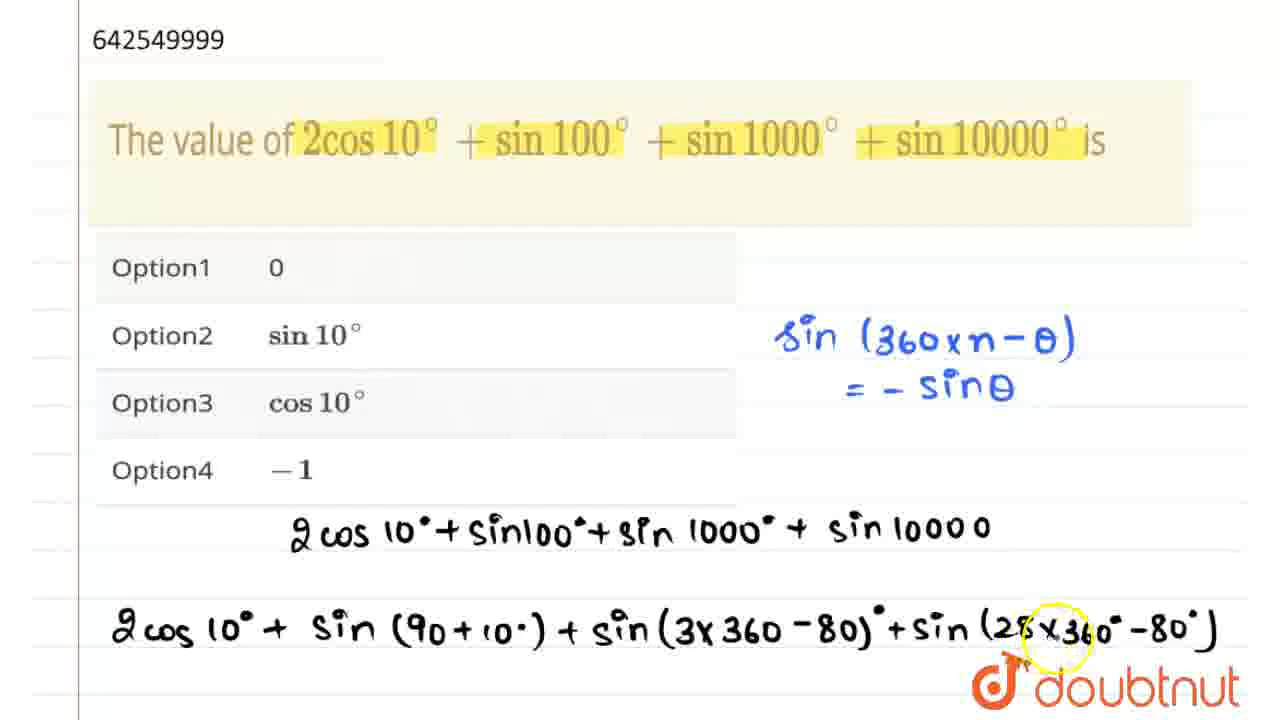 642549999
The value of 2cos 10° + sin 100° + sin 1000° + sin 10000° is
Option1 0
Option2 sin 10°
Option3 cos 10°
Option4 −1
sin (360×n−θ)
= − sinθ
2cos 10° + sin100° + sin 1000° + sin 10000
2cos 10° + sin (90+10°) + sin (3×360−80)° + sin (28×360°−80°)
doubtnut